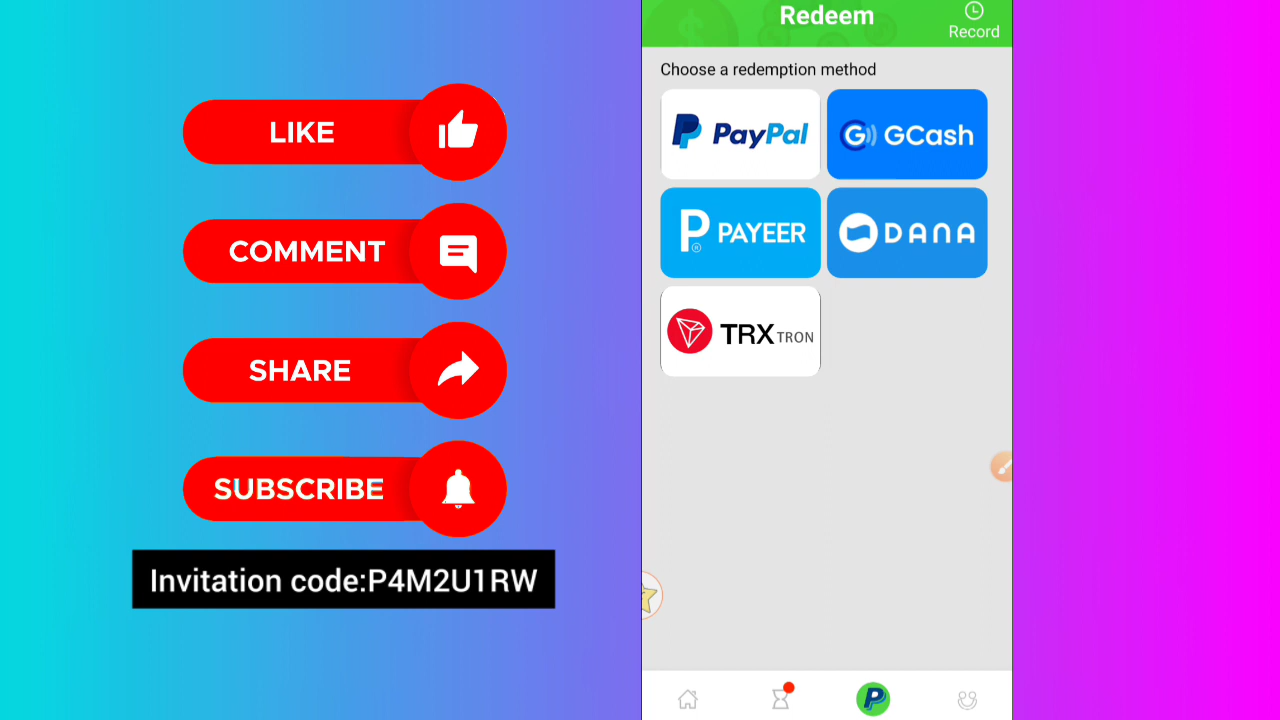 LIKE
COMMENT
SHARE
SUBSCRIBE
Invitation code:P4M2U1RW
Redeem
Record
Choose a redemption method
PayPal
G GCash
P PAYEER
®
DANA
TRX TRON